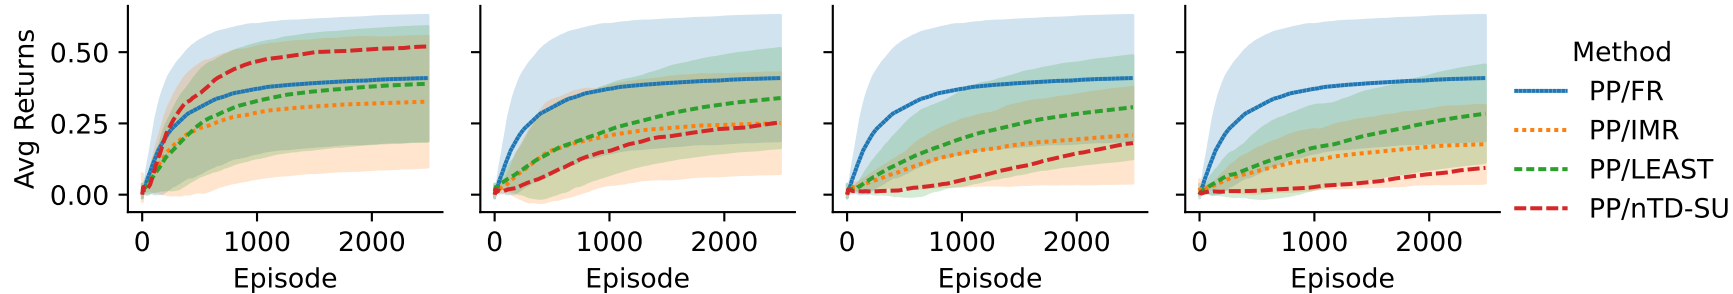 Avg Returns
0.50
0.25
0.00
0 1000 2000
Episode
0 1000 2000
Episode
0 1000 2000
Episode
0 1000 2000
Episode
Method
PP/FR
PP/IMR
PP/LEAST
PP/nTD-SU